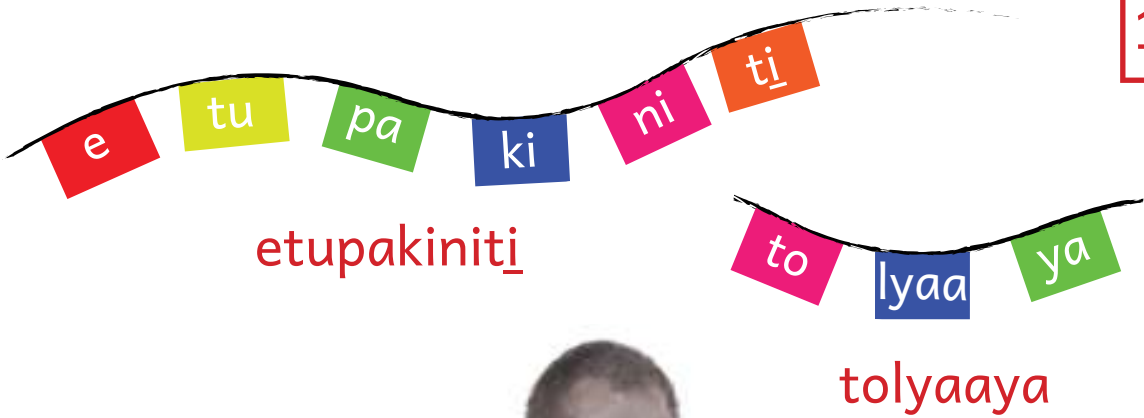 e tu pa ki ni ti̱
etupakiniti̱
to lyaa ya
tolyaaya